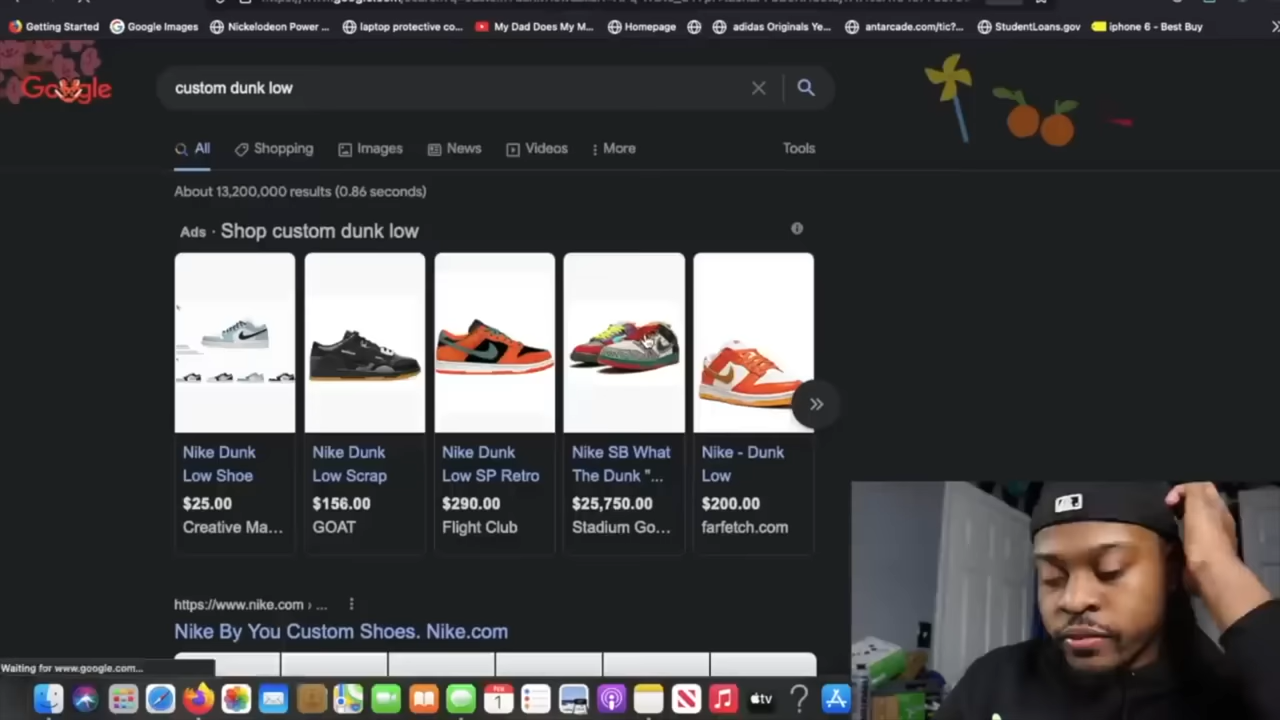 Getting Started
Google Images
Nickelodeon Power ...
laptop protective co...
My Dad Does My M...
Homepage
adidas Originals Ye...
antarcade.com/tic?...
StudentLoans.gov
iphone 6 - Best Buy
Google
custom dunk low
All
Shopping
Images
News
Videos
More
Tools
About 13,200,000 results (0.86 seconds)
Ads · Shop custom dunk low
Nike Dunk
Low Shoe
$25.00
Creative Ma...
Nike Dunk
Low Scrap
$156.00
GOAT
Nike Dunk
Low SP Retro
$290.00
Flight Club
Nike SB What
The Dunk "...
$25,750.00
Stadium Go...
Nike - Dunk
Low
$200.00
farfetch.com
https://www.nike.com › ...
Nike By You Custom Shoes. Nike.com
Waiting for www.google.com...
1
tv